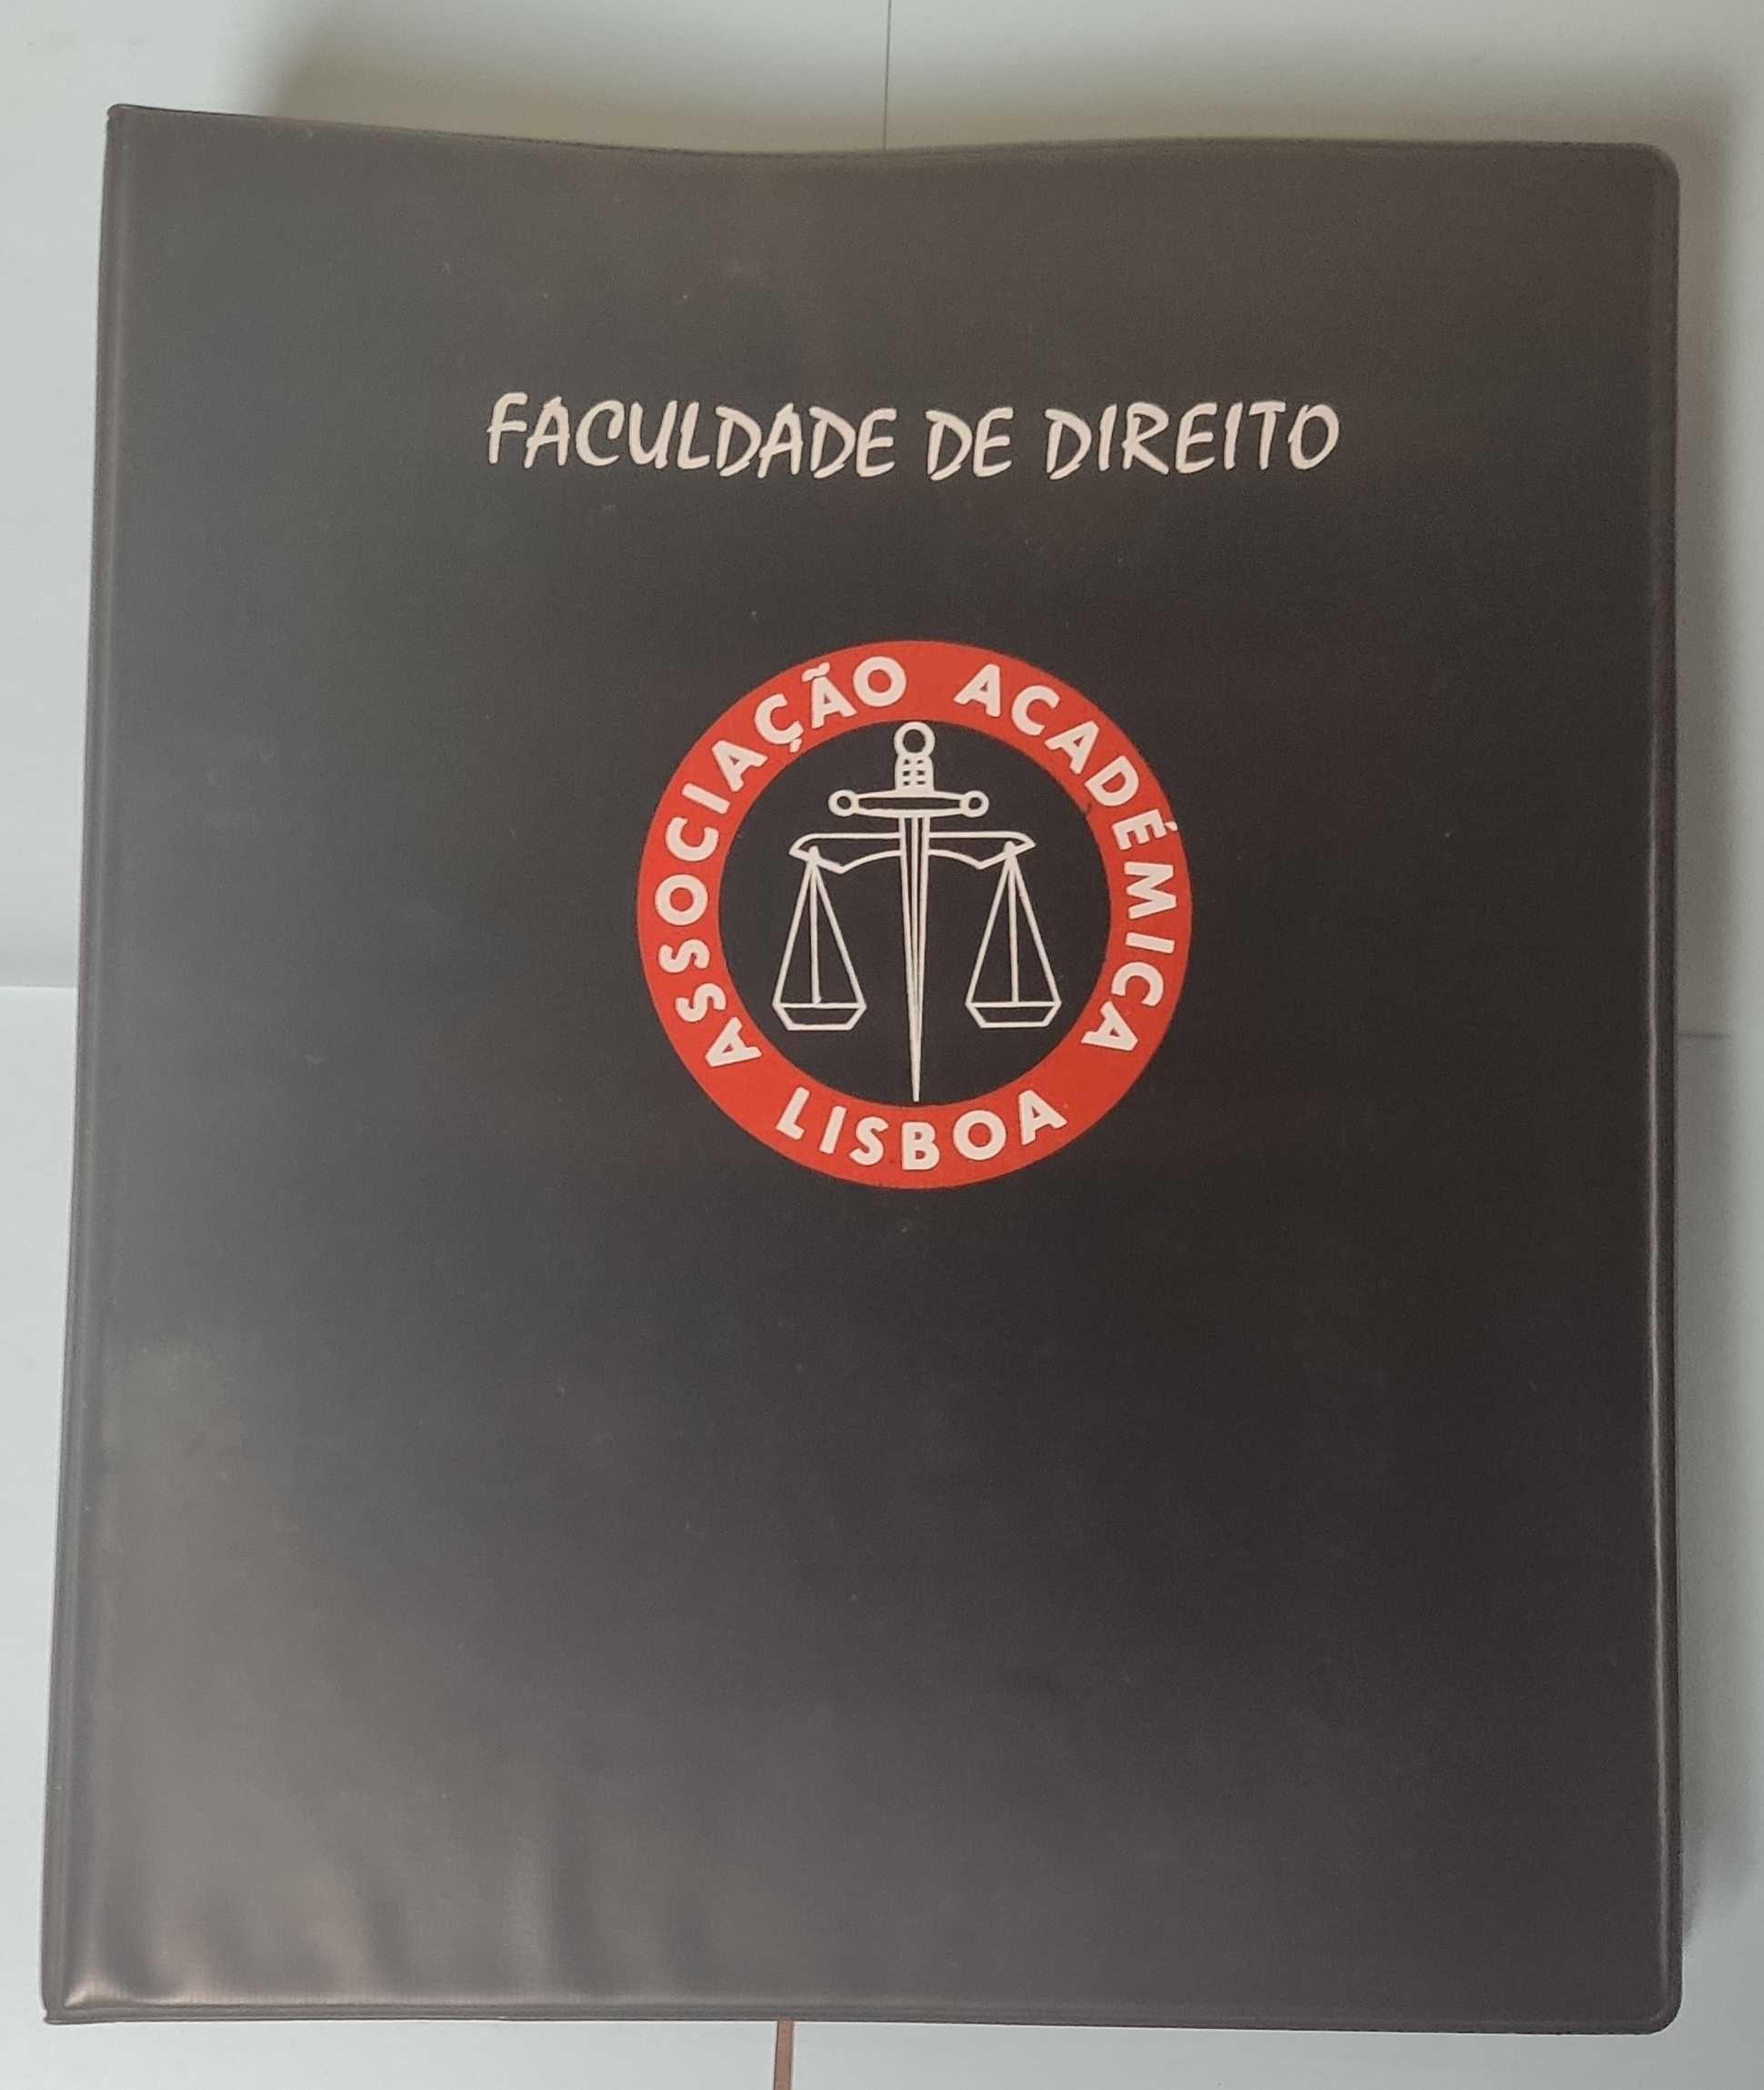 FACULDADE DE DIREITO
ASSOCIAÇÃO ACADÉMICA
LISBOA